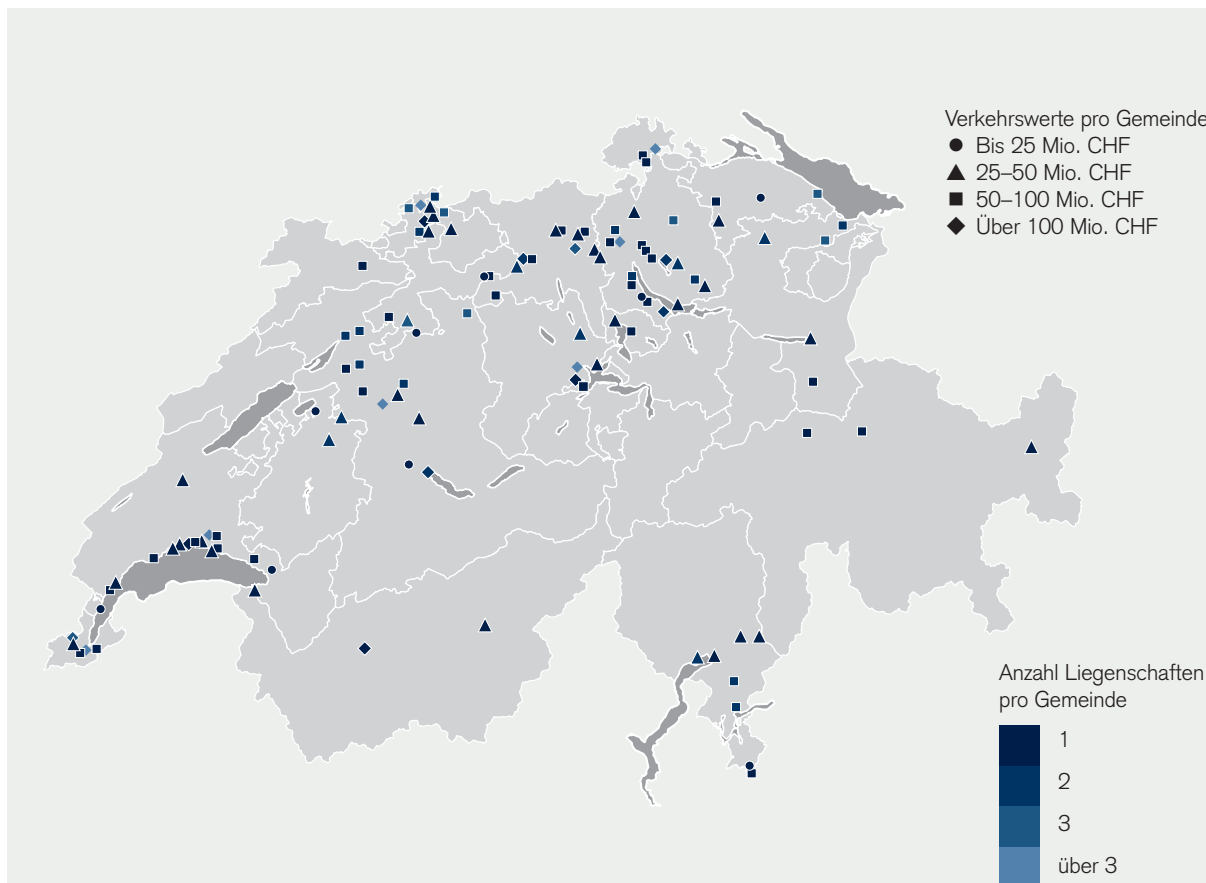 Verkehrswerte pro Gemeinde
Bis 25 Mio. CHF
25–50 Mio. CHF
50–100 Mio. CHF
Über 100 Mio. CHF
Anzahl Liegenschaften
pro Gemeinde
1
2
3
über 3